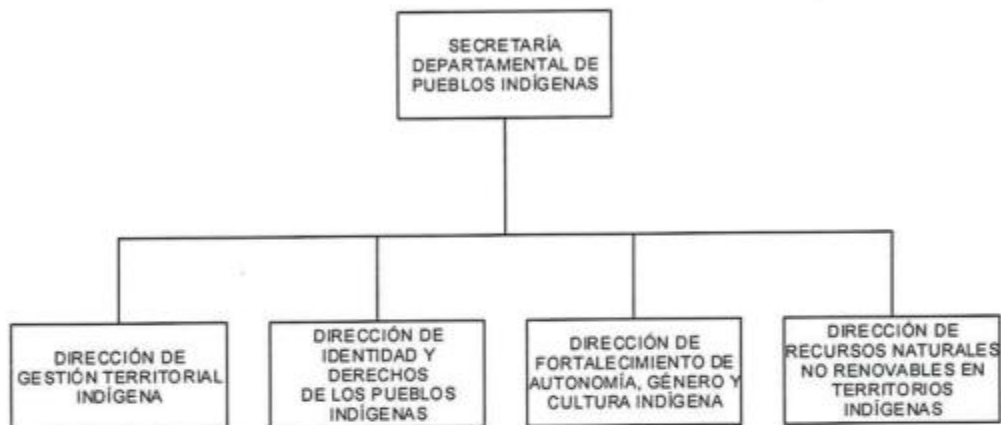 SECRETARÍA
DEPARTAMENTAL DE
PUEBLOS INDÍGENAS
DIRECCIÓN DE
GESTIÓN TERRITORIAL
INDÍGENA
DIRECCIÓN DE
IDENTIDAD Y
DERECHOS
DE LOS PUEBLOS
INDÍGENAS
DIRECCIÓN DE
FORTALECIMIENTO DE
AUTONOMÍA, GÉNERO Y
CULTURA INDÍGENA
DIRECCIÓN DE
RECURSOS NATURALES
NO RENOVABLES EN
TERRITORIOS
INDÍGENAS